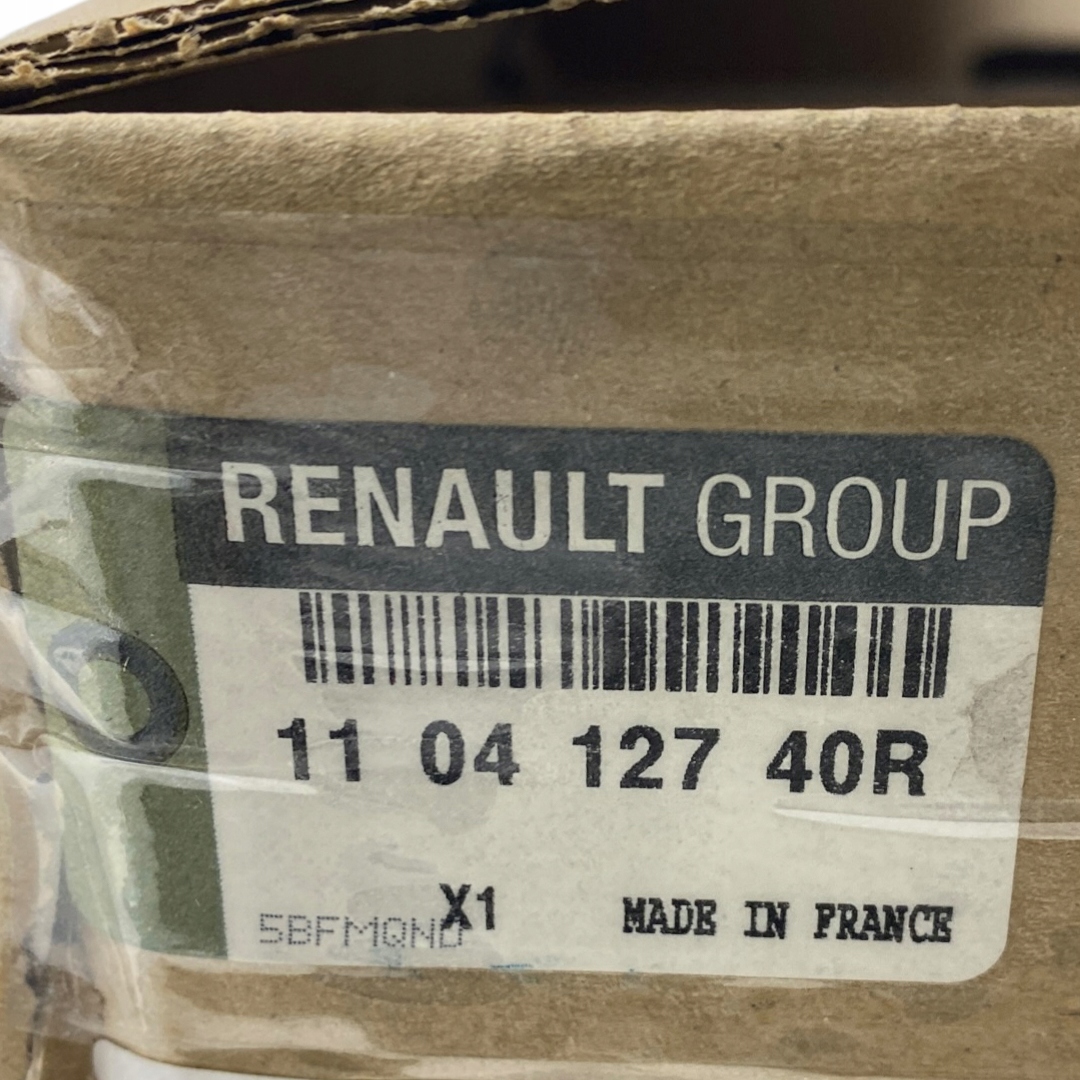 RENAULT GROUP
11 04 127 40R
X1
5BFMQND MADE IN FRANCE